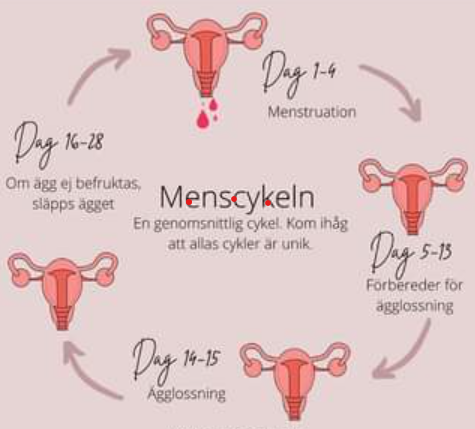 Dag 1-4
Menstruation
Dag 16-28
Om ägg ej befruktas,
släpps ägget
Menscykeln
En genomsnittlig cykel. Kom ihåg
att allas cykler är unik.
Dag 5-13
Förbereder för
ägglossning
Dag 14-15
Ägglossning